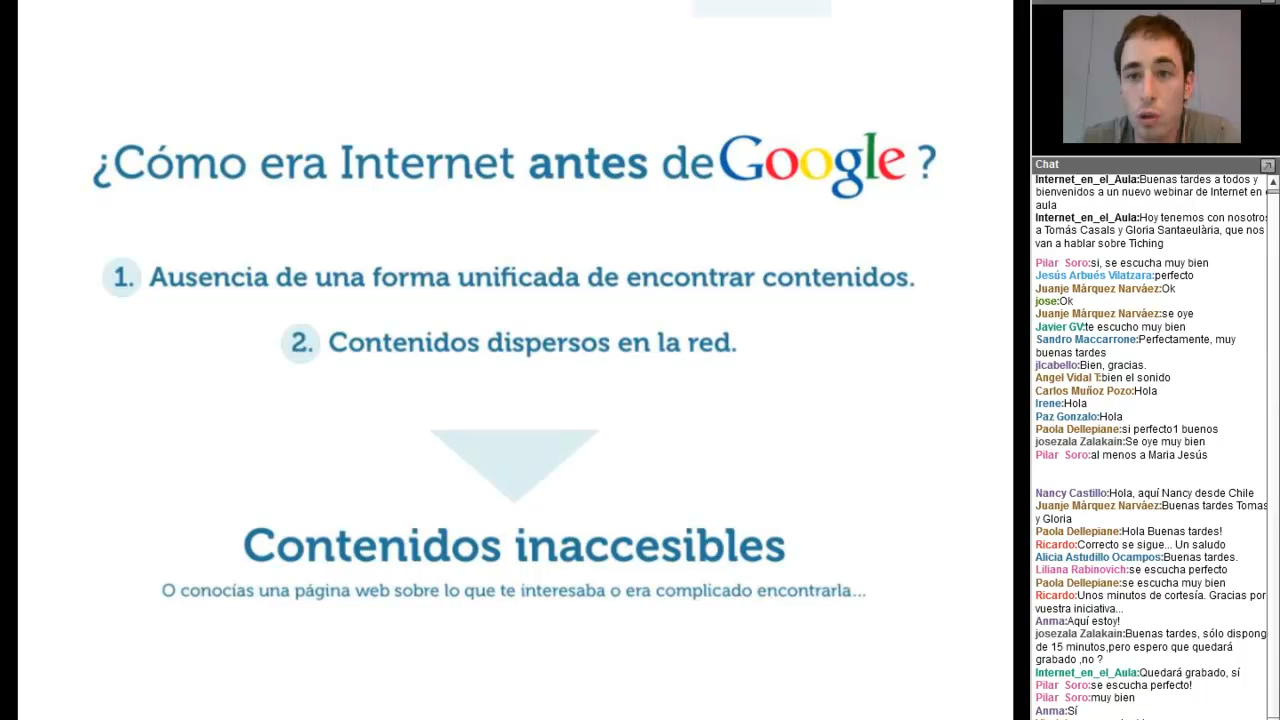 ¿Cómo era Internet antes de Google ?
1. Ausencia de una forma unificada de encontrar contenidos.
2. Contenidos dispersos en la red.
Contenidos inaccesibles
O conocías una página web sobre lo que te interesaba o era complicado encontrarla...
Chat
Internet_en_el_Aula:Buenas tardes a todos y
bienvenidos a un nuevo webinar de Internet en
aula
Internet_en_el_Aula:Hoy tenemos con nosotros
a Tomás Casals y Gloria Santaeulària, que nos
van a hablar sobre Tiching
Pilar Soro:si, se escucha muy bien
Jesús Arbués Vilatzara:perfecto
Juanje Márquez Narváez:Ok
jose:Ok
Juanje Márquez Narváez:se oye
Javier GV:te escucho muy bien
Sandro Maccarrone:Perfectamente, muy
buenas tardes
jlcabello:Bien, gracias.
Angel Vidal T:bien el sonido
Carlos Muñoz Pozo:Hola
Irene:Hola
Paz Gonzalo:Hola
Paola Dellepiane:si perfecto1 buenos
josezala Zalakain:Se oye muy bien
Pilar Soro:al menos a Maria Jesús
Nancy Castillo:Hola, aquí Nancy desde Chile
Juanje Márquez Narváez:Buenas tardes Tomas
y Gloria
Paola Dellepiane:Hola Buenas tardes!
Ricardo:Correcto se sigue... Un saludo
Alicia Astudillo Ocampos:Buenas tardes.
Liliana Rabinovich:se escucha perfecto
Paola Dellepiane:se escucha muy bien
Ricardo:Unos minutos de cortesía. Gracias por
vuestra iniciativa...
Anma:Aquí estoy!
josezala Zalakain:Buenas tardes, sólo dispong
de 15 minutos,pero espero que quedará
grabado ,no ?
Internet_en_el_Aula:Quedará grabado, sí
Pilar Soro:se escucha perfecto!
Pilar Soro:muy bien
Anma:Sí